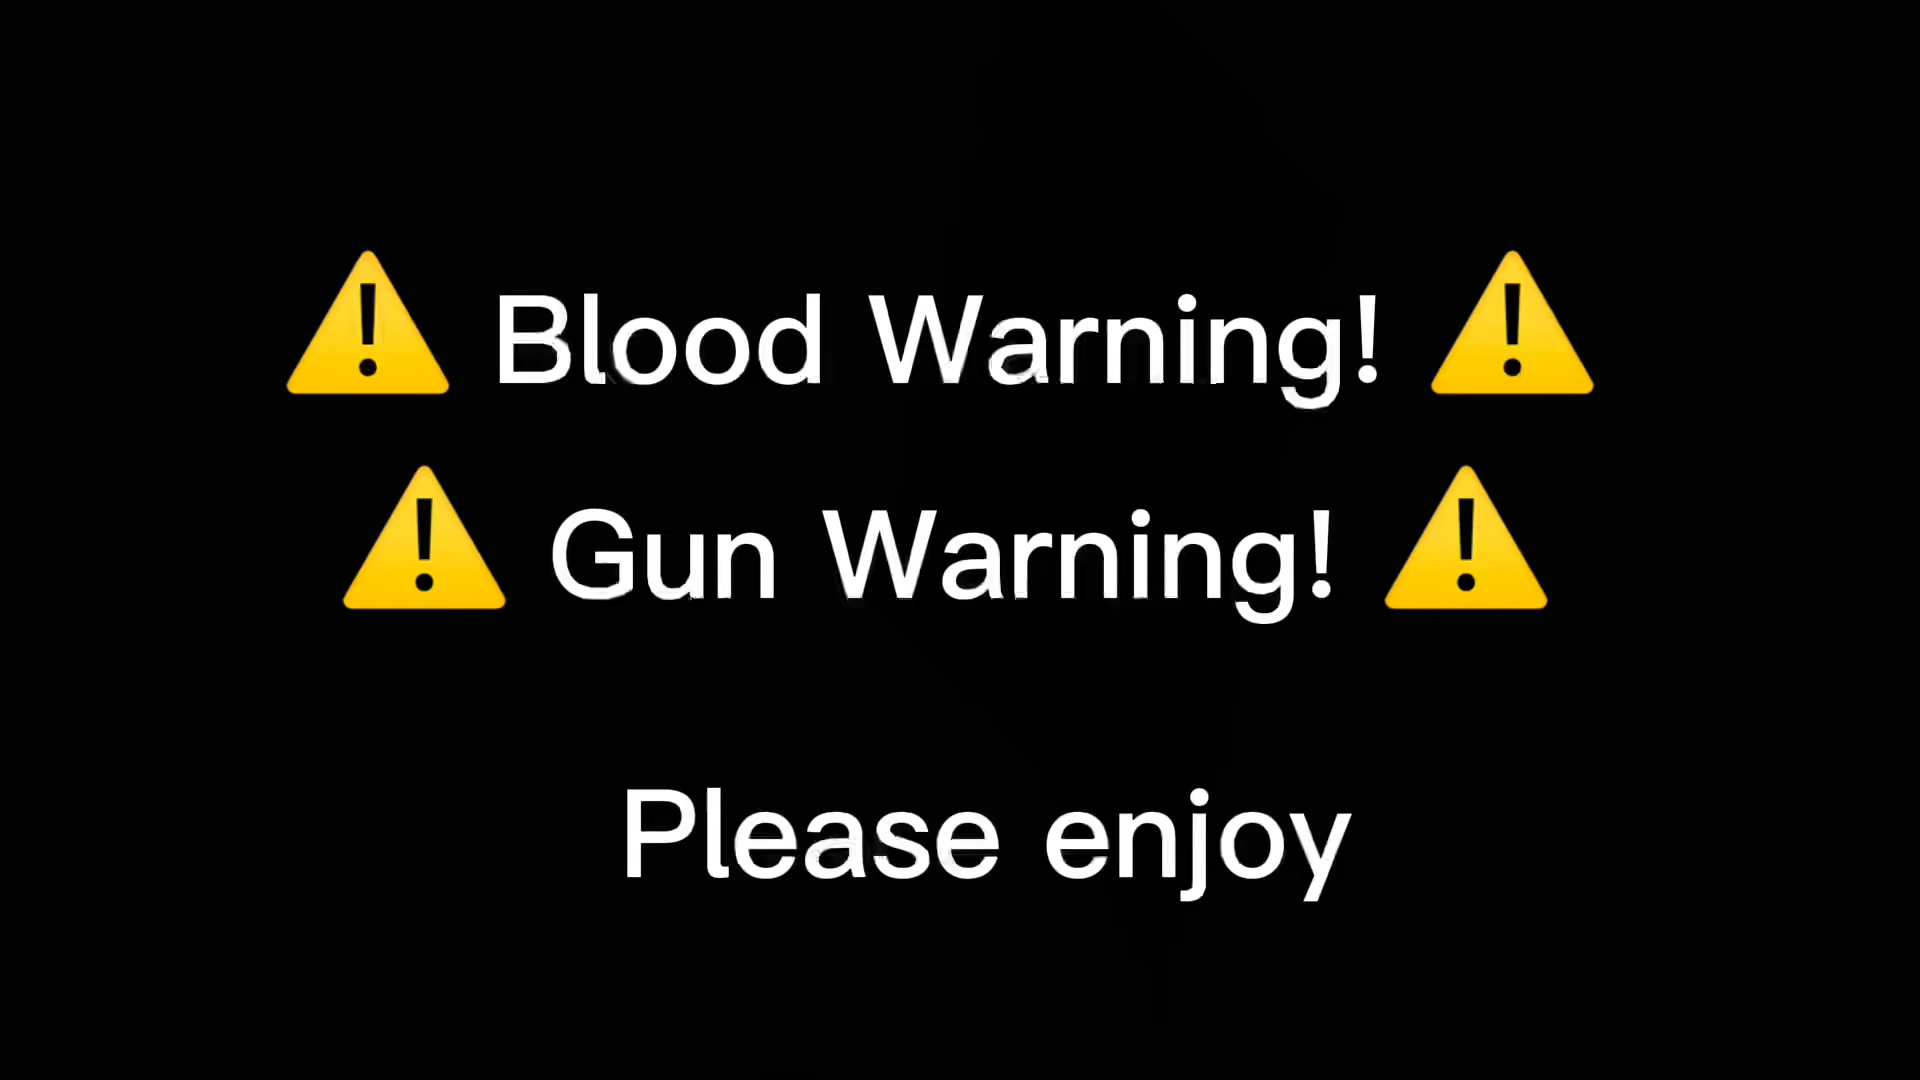 ⚠️ Blood Warning! ⚠️
⚠️ Gun Warning! ⚠️
Please enjoy